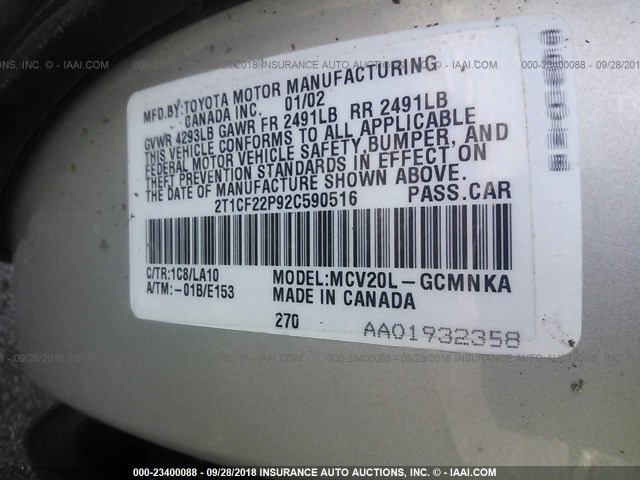 MFD.BY:TOYOTA MOTOR MANUFACTURING
CANADA INC. 01/02
GVWR 4293LB GAWR FR 2491LB RR 2491LB
THIS VEHICLE CONFORMS TO ALL APPLICABLE
FEDERAL MOTOR VEHICLE SAFETY,BUMPER, AND
THEFT PREVENTION STANDARDS IN EFFECT ON
THE DATE OF MANUFACTURE SHOWN ABOVE.
2T1CF22P92C590516 PASS.CAR
C/TR:1C8/LA10 MODEL:MCV20L-GCMNKA
A/TM:-01B/E153 MADE IN CANADA
270 AA01932358
000-23400088 - 09/28/2018 INSURANCE AUTO AUCTIONS, INC. - © IAAI.COM